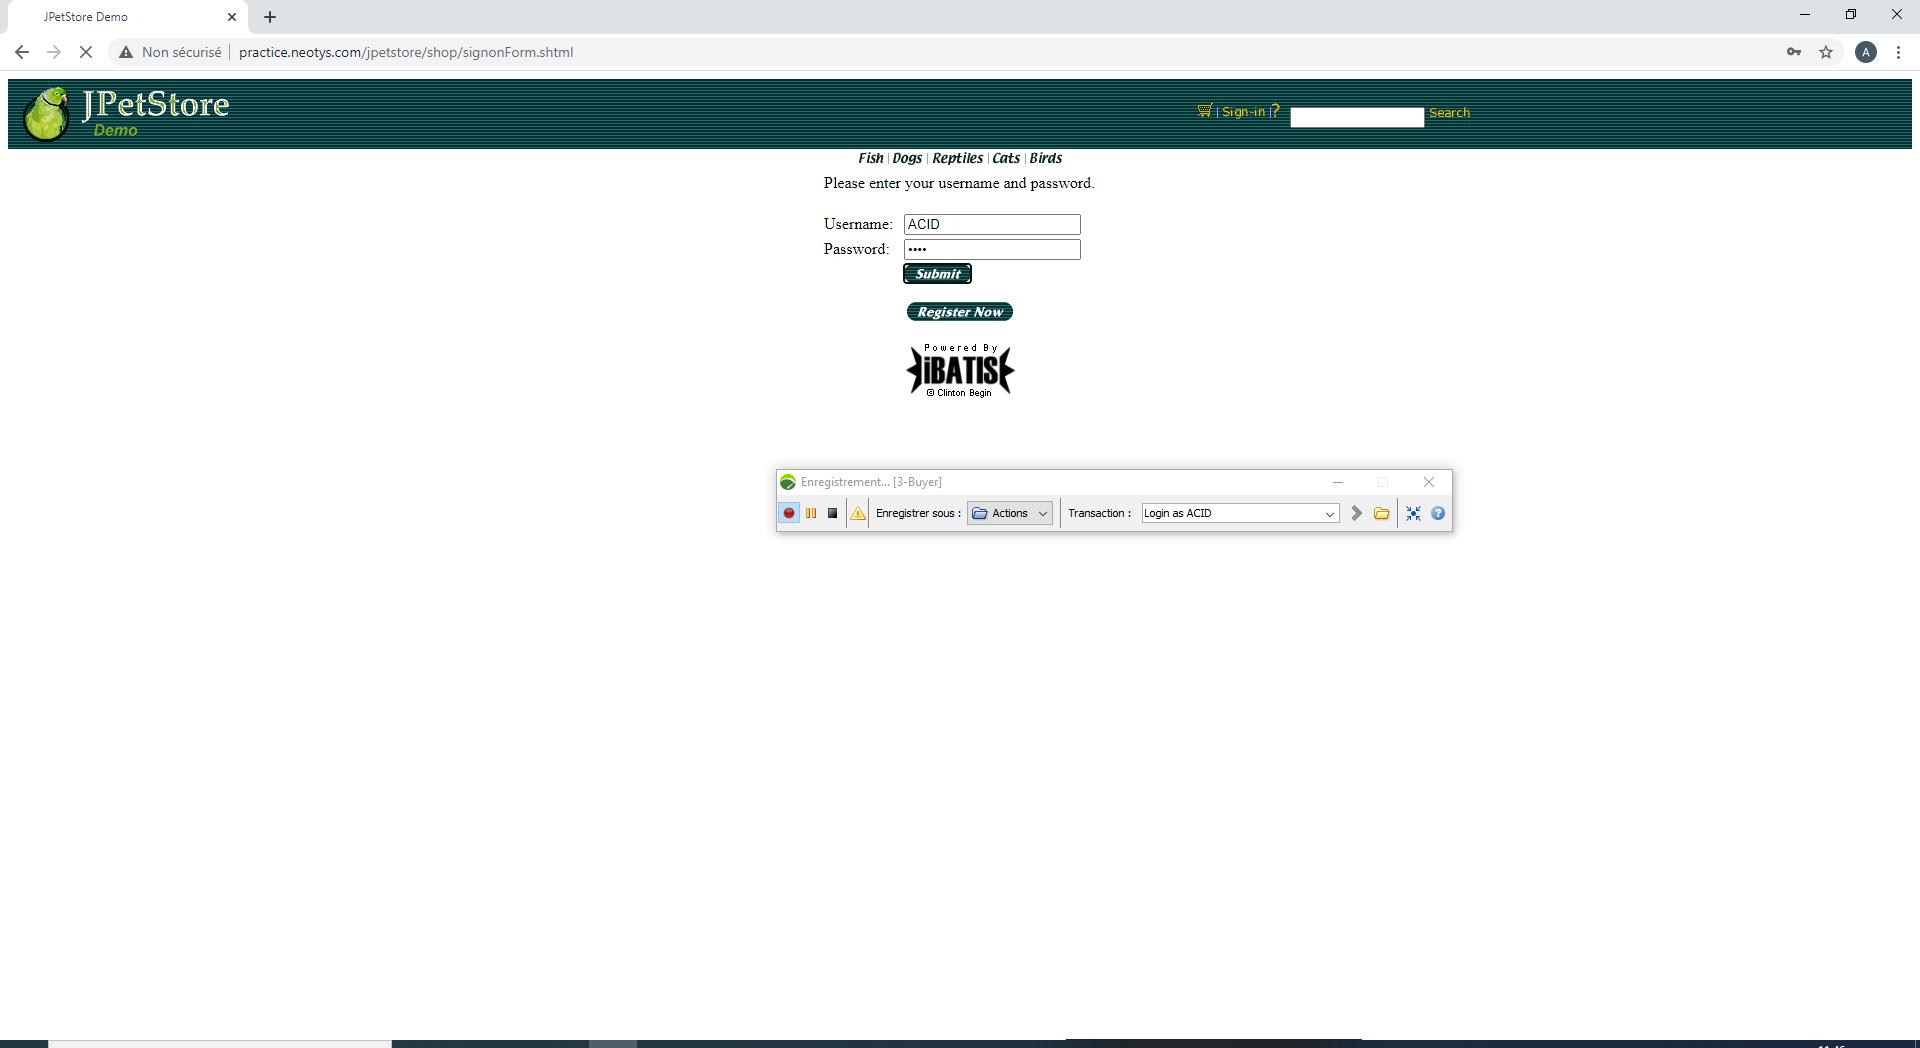 JPetStore Demo
Non sécurisé practice.neotys.com/jpetstore/shop/signonForm.shtml
A
JPetStore
Demo
| Sign-in | ? Search
Fish | Dogs | Reptiles | Cats | Birds
Please enter your username and password.
Username: ACID
Password: ••••
Submit
Register Now
Powered By
iBATIS
© Clinton Begin
Enregistrement... [3-Buyer]
Enregistrer sous : Actions Transaction : Login as ACID ?